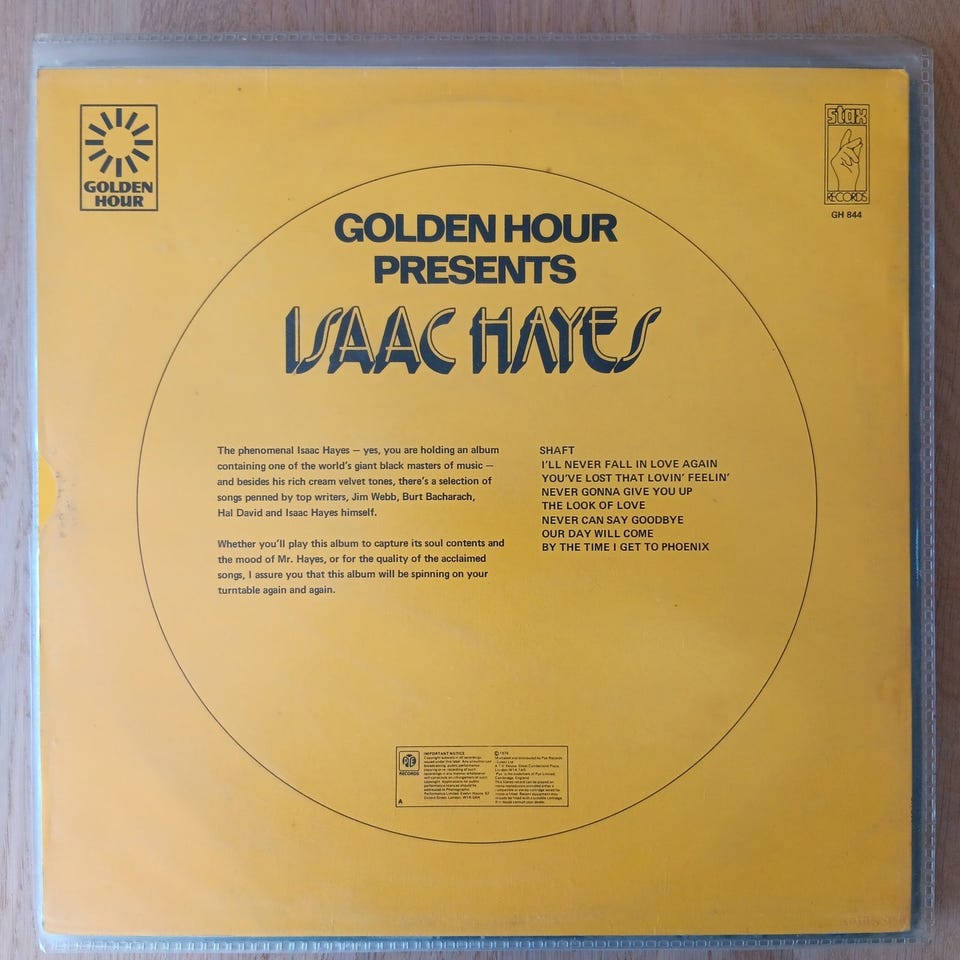 GOLDEN
HOUR
stax
RECORDS
GH 844
GOLDEN HOUR
PRESENTS
ISAAC HAYES
The phenomenal Isaac Hayes — yes, you are holding an album
containing one of the world's giant black masters of music —
and besides his rich cream velvet tones, there's a selection of
songs penned by top writers, Jim Webb, Burt Bacharach,
Hal David and Isaac Hayes himself.
Whether you'll play this album to capture its soul contents and
the mood of Mr. Hayes, or for the quality of the acclaimed
songs, I assure you that this album will be spinning on your
turntable again and again.
SHAFT
I'LL NEVER FALL IN LOVE AGAIN
YOU'VE LOST THAT LOVIN' FEELIN'
NEVER GONNA GIVE YOU UP
THE LOOK OF LOVE
NEVER CAN SAY GOODBYE
OUR DAY WILL COME
BY THE TIME I GET TO PHOENIX
PYE
RECORDS
A
IMPORTANT NOTICE